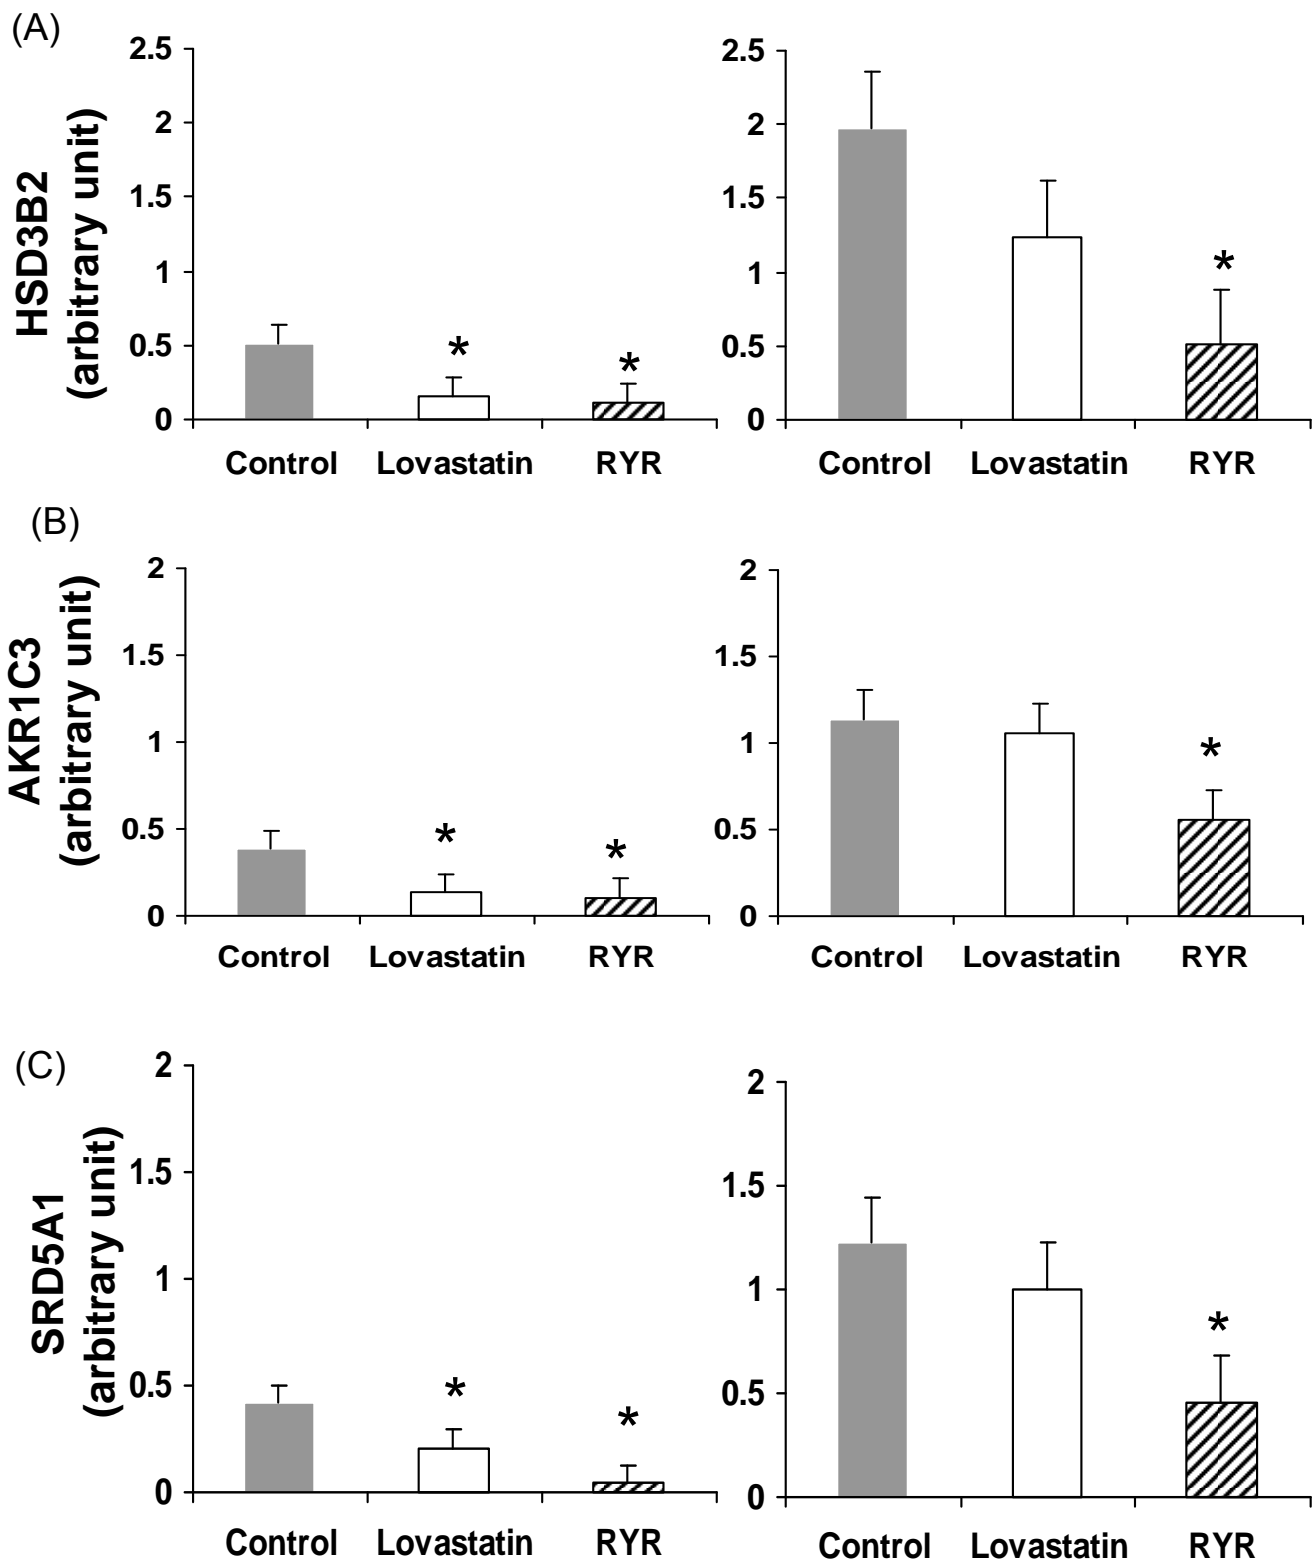 (A)
HSD3B2
(arbitrary unit)
2.5
2
1.5
1
0.5
0
*
*
Control Lovastatin RYR
2.5
2
1.5
1
0.5
0
*
Control Lovastatin RYR
(B)
AKR1C3
(arbitrary unit)
2
1.5
1
0.5
0
*
*
Control Lovastatin RYR
2
1.5
1
0.5
0
*
Control Lovastatin RYR
(C)
SRD5A1
(arbitrary unit)
2
1.5
1
0.5
0
*
*
Control Lovastatin RYR
2
1.5
1
0.5
0
*
Control Lovastatin RYR